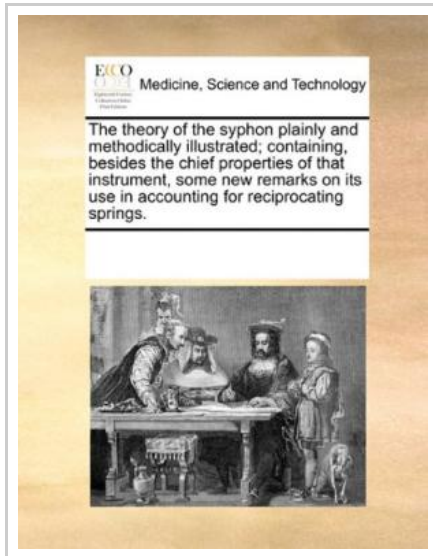 ECCO
Medicine, Science and Technology
The theory of the syphon plainly and
methodically illustrated; containing,
besides the chief properties of that
instrument, some new remarks on its
use in accounting for reciprocating
springs.